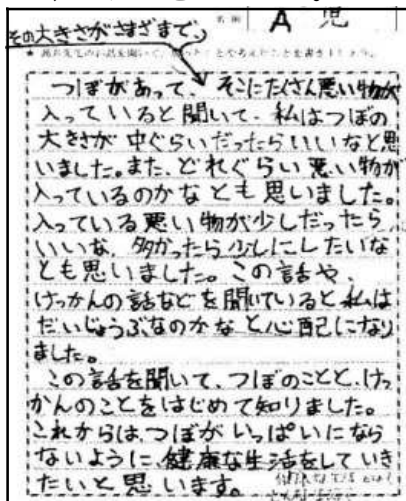 その大きさがさまざまで、
名前 A 児
つぼがあって、そこにたくさん悪い物が
入っていると聞いて、私はつぼの
大きさが中ぐらいだったらいいなと思
いました。また、どれぐらい悪い物が
入っているのかなとも思いました。
入っている悪い物が少しだったら
いいな、多かったら少しにしたいな
とも思いました。この話や、
けっかんの話などを聞いていると私は
だいじょうぶなのかなと心配になり
ました。
この話を聞いて、つぼのことと、けっ
かんのことをはじめて知りました。
これからは、つぼがいっぱいになら
ないように、健康な生活をしていき
たいと思います。